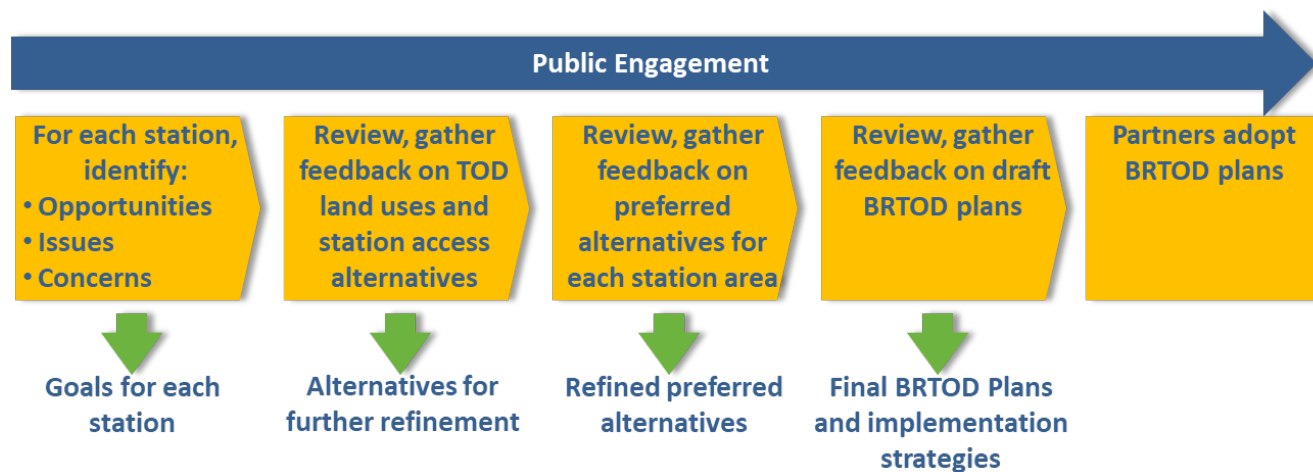 Public Engagement
For each station,
identify:
• Opportunities
• Issues
• Concerns
Review, gather
feedback on TOD
land uses and
station access
alternatives
Review, gather
feedback on
preferred
alternatives for
each station area
Review, gather
feedback on draft
BRTOD plans
Partners adopt
BRTOD plans
Goals for each
station
Alternatives for
further refinement
Refined preferred
alternatives
Final BRTOD Plans
and implementation
strategies